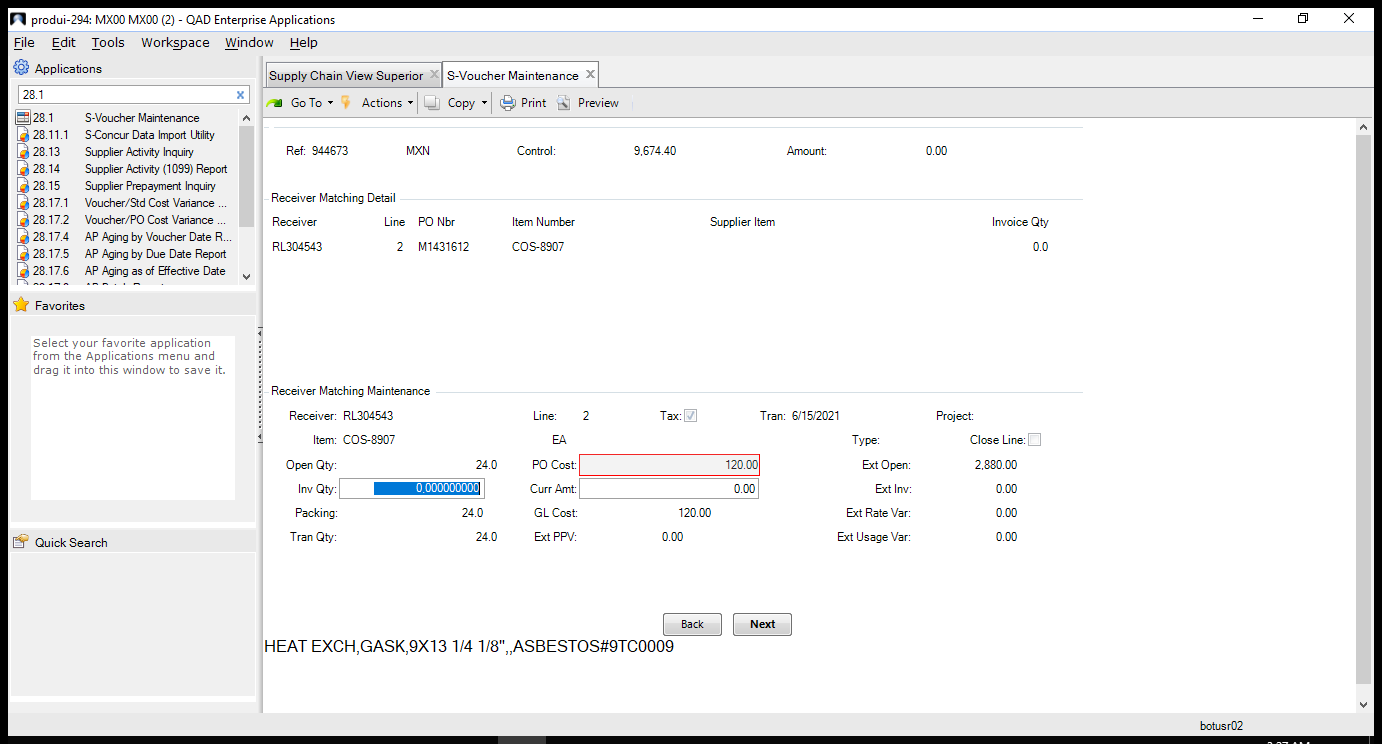 produi-294: MX00 MX00 (2) - QAD Enterprise Applications
File Edit Tools Workspace Window Help
Applications
28.1
28.1 S-Voucher Maintenance
28.11.1 S-Concur Data Import Utility
28.13 Supplier Activity Inquiry
28.14 Supplier Activity (1099) Report
28.15 Supplier Prepayment Inquiry
28.17.1 Voucher/Std Cost Variance ...
28.17.2 Voucher/PO Cost Variance ...
28.17.4 AP Aging by Voucher Date R...
28.17.5 AP Aging by Due Date Report
28.17.6 AP Aging as of Effective Date
Favorites
Select your favorite application
from the Applications menu and
drag it into this window to save it.
Quick Search
Supply Chain View Superior S-Voucher Maintenance
Go To Actions Copy Print Preview
Ref: 944673 MXN Control: 9,674.40 Amount: 0.00
Receiver Matching Detail
Receiver Line PO Nbr Item Number Supplier Item Invoice Qty
RL304543 2 M1431612 COS-8907 0.0
Receiver Matching Maintenance
Receiver: RL304543 Line: 2 Tax: Tran: 6/15/2021 Project:
Item: COS-8907 EA Type: Close Line:
Open Qty: 24.0 PO Cost: 120.00 Ext Open: 2,880.00
Inv Qty: 0.000000000 Curr Amt: 0.00 Ext Inv: 0.00
Packing: 24.0 GL Cost: 120.00 Ext Rate Var: 0.00
Tran Qty: 24.0 Ext PPV: 0.00 Ext Usage Var: 0.00
Back Next
HEAT EXCH,GASK,9X13 1/4 1/8",,ASBESTOS#9TC0009
botusr02